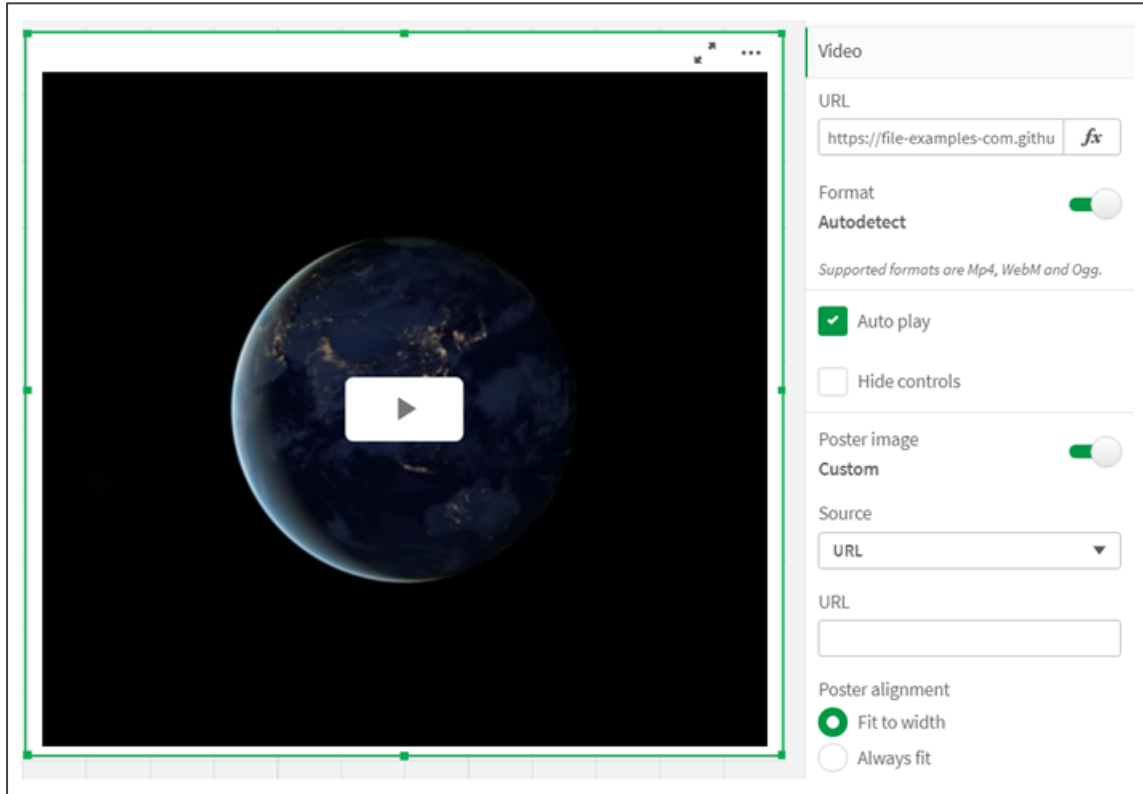 Video
URL
https://file-examples-com.githu
fx
Format
Autodetect
Supported formats are Mp4, WebM and Ogg.
Auto play
Hide controls
Poster image
Custom
Source
URL
URL
Poster alignment
Fit to width
Always fit